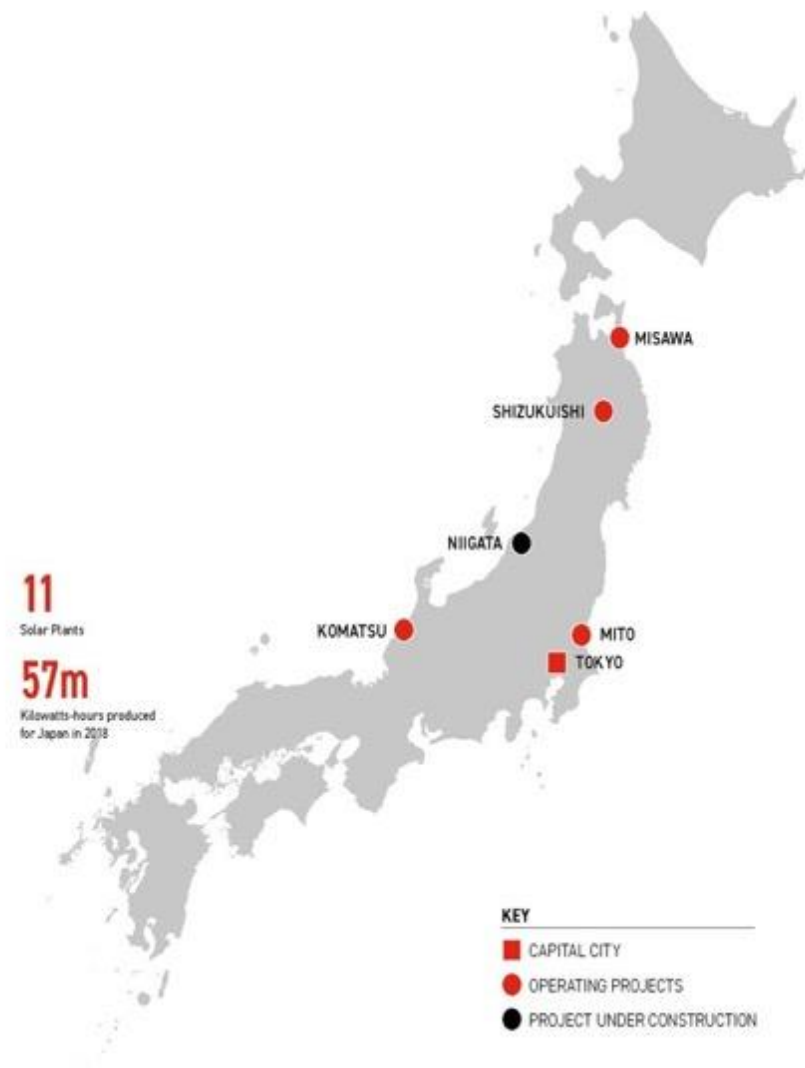 MISAWA
SHIZUKUISHI
NIIGATA
11
Solar Plants
KOMATSU
MITO
TOKYO
57m
Kilowatts-hours produced
for Japan in 2018
KEY
CAPITAL CITY
OPERATING PROJECTS
PROJECT UNDER CONSTRUCTION